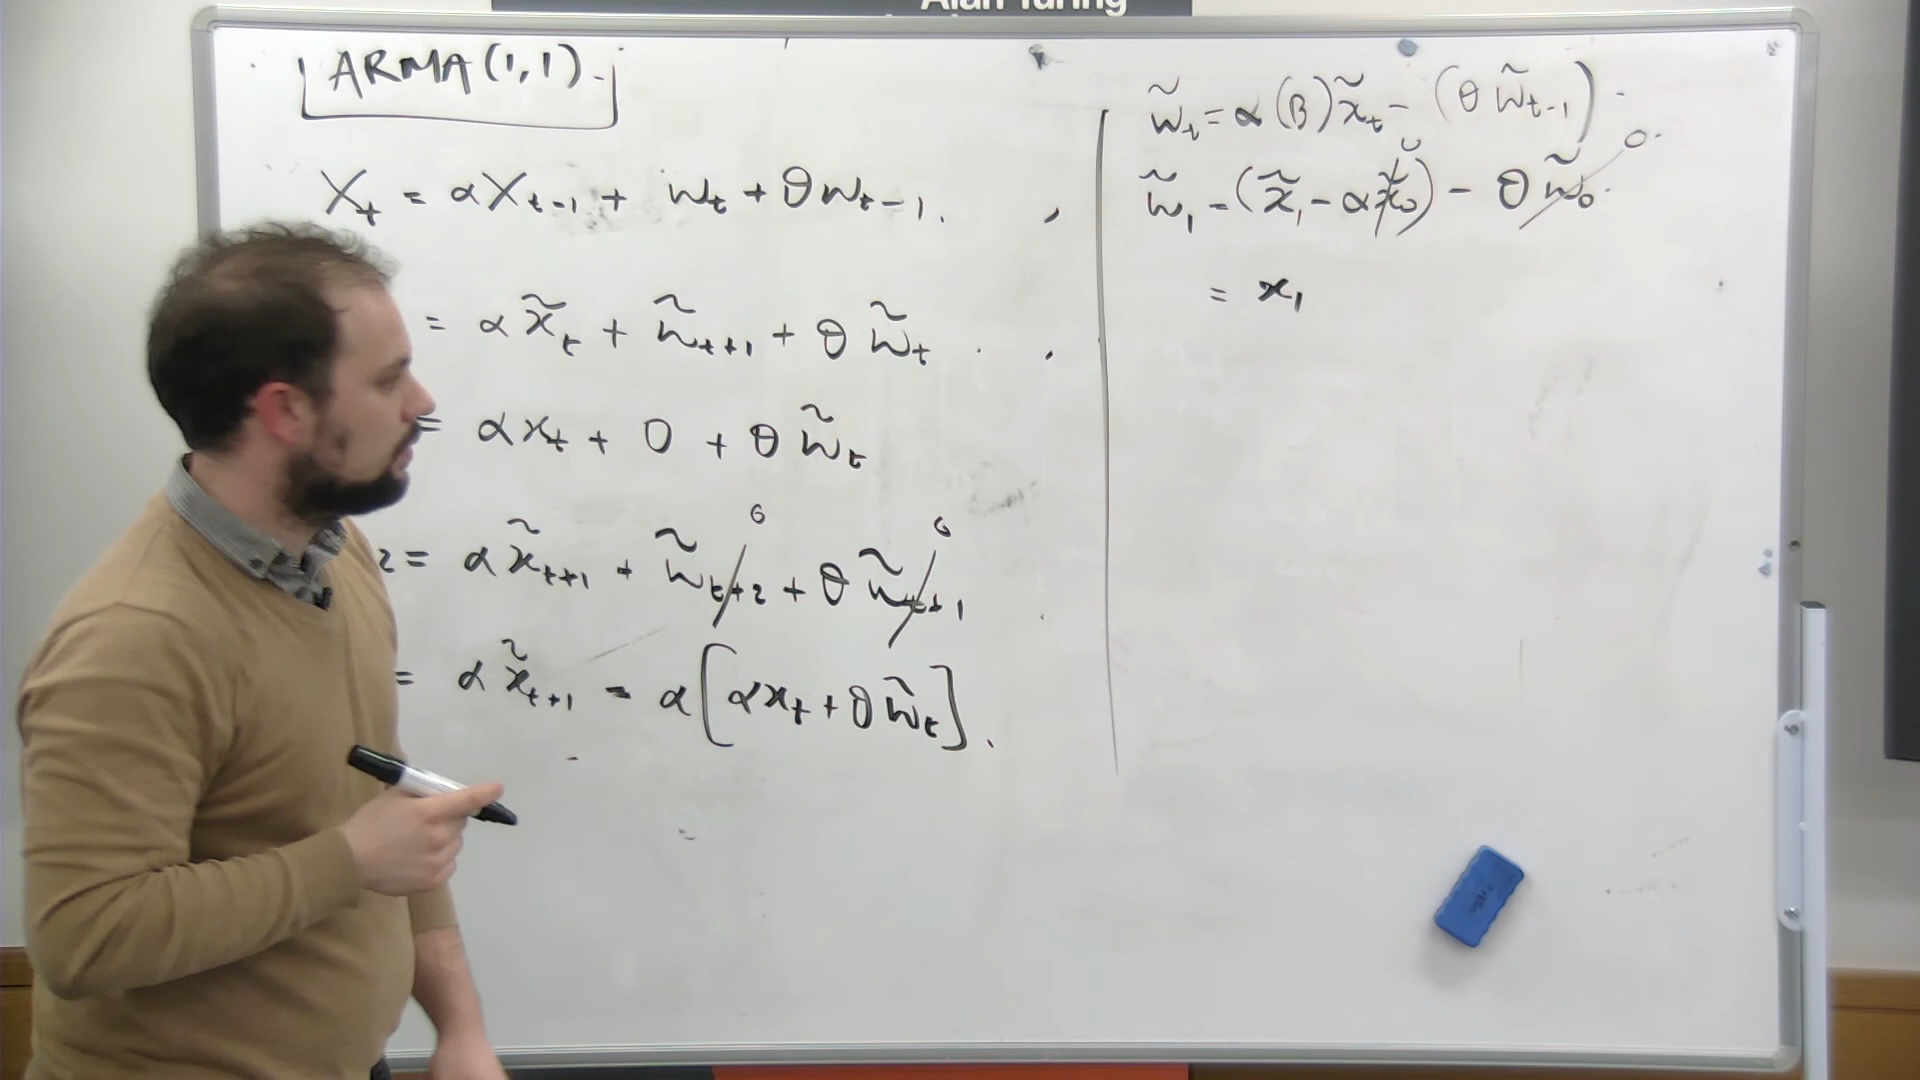 Alan Turing
ARMA(1,1).
X_t = αX_{t-1} + w_t + θw_{t-1}.
= αx̃_t + w̃_{t+1} + θw̃_t
= αx_t + 0 + θw̃_t
2 = αx̃_{t+1} + w̃_{t+2} + θw̃_{t+1}
= αx̃_{t+1} = α[αx_t + θw̃_t].
w̃_t = α(B)x̃_t - (θw̃_{t-1}).
w̃_1 = (x̃_1 - αx̃_0) - θw̃_0. 0.
= x_1